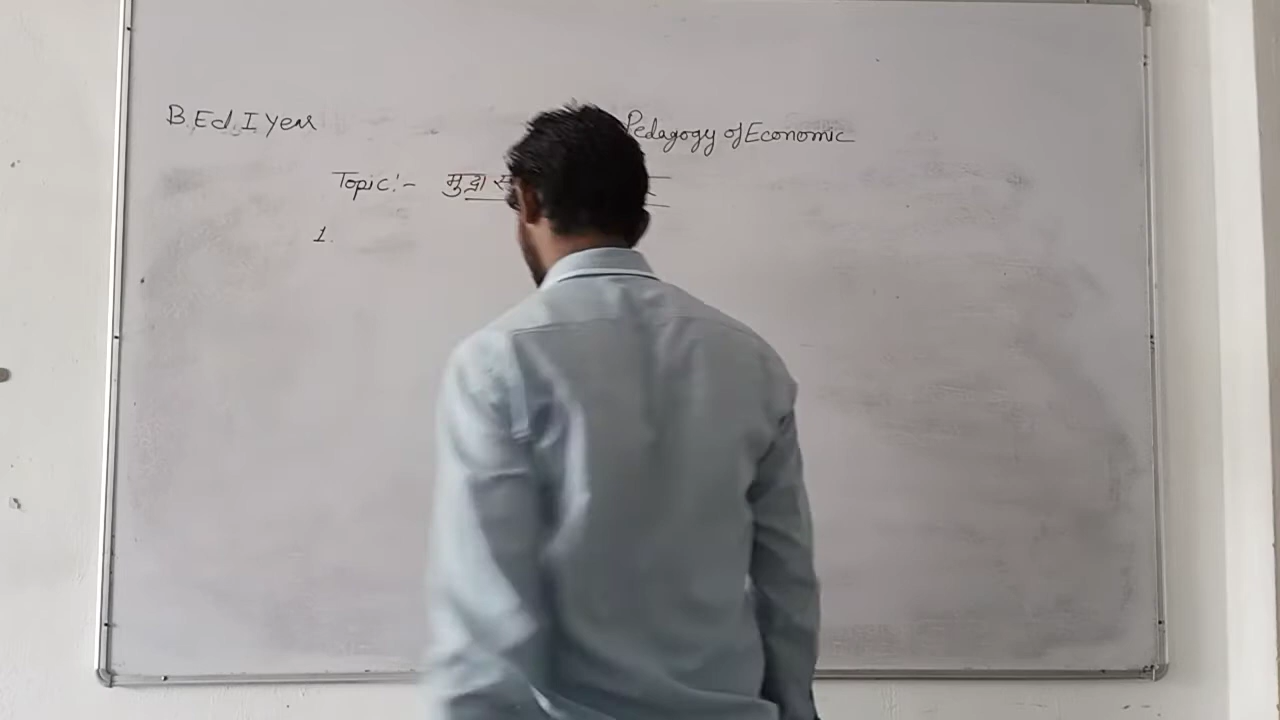 B.Ed. I Year
Pedagogy of Economic
Topic:- मुद्रा
1.